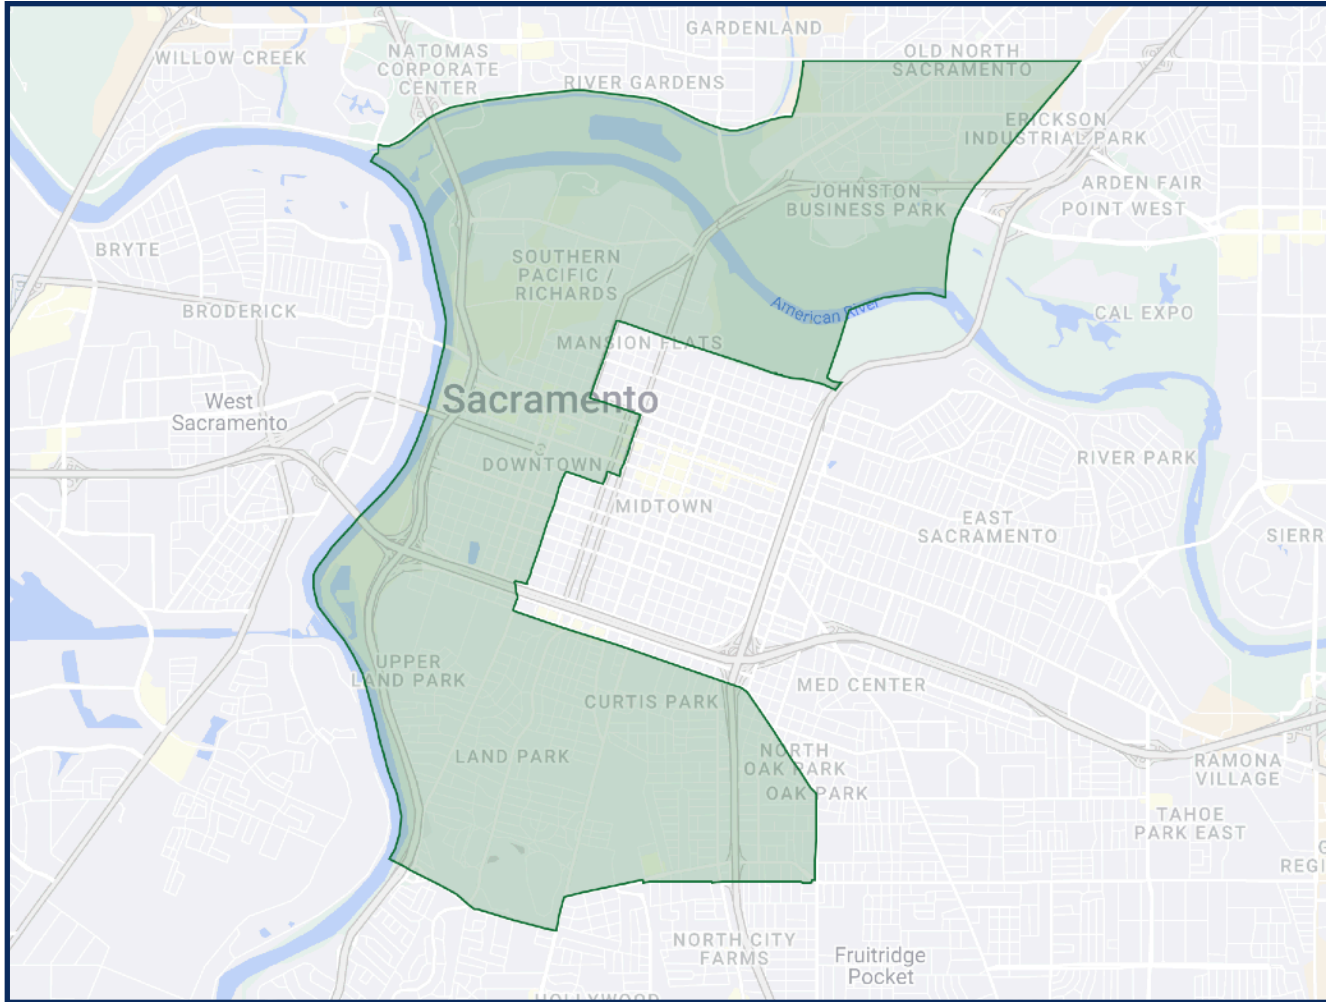 GARDENLAND
WILLOW CREEK
NATOMAS
CORPORATE
CENTER
OLD NORTH
SACRAMENTO
RIVER GARDENS
ERICKSON
INDUSTRIAL PARK
ARDEN FAIR
JOHNSTON
BUSINESS PARK
POINT WEST
BRYTE
SOUTHERN
PACIFIC /
RICHARDS
BRODERICK
American River
CAL EXPO
MANSION FLATS
Sacramento
West
Sacramento
DOWNTOWN
RIVER PARK
MIDTOWN
EAST
SACRAMENTO
SIERR
UPPER
LAND PARK
MED CENTER
CURTIS PARK
LAND PARK
NORTH
OAK PARK
OAK PARK
RAMONA
VILLAGE
TAHOE
PARK EAST
G
REGI
NORTH CITY
FARMS
Fruitridge
Pocket
HOLLYWOOD